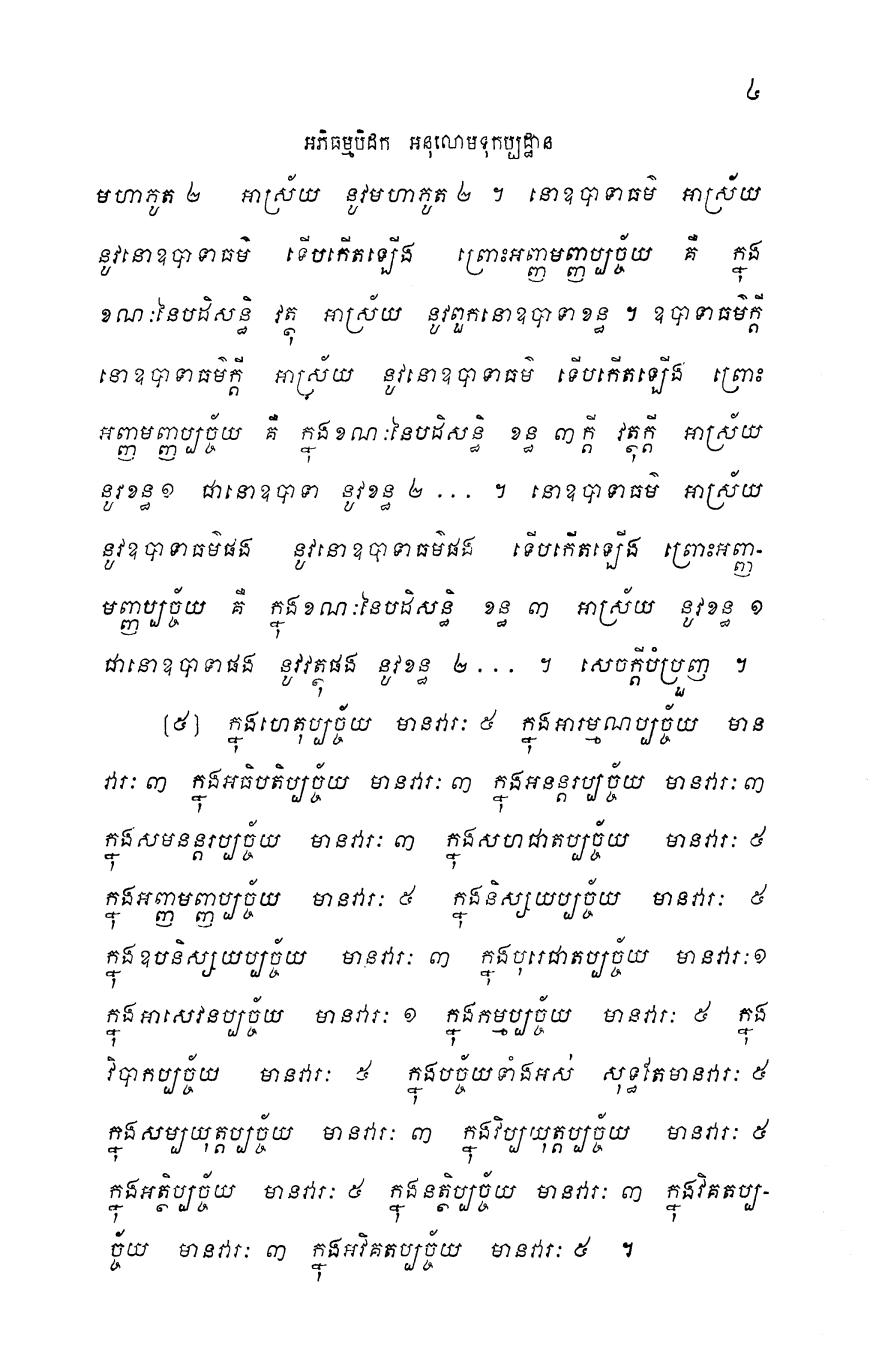 ៤
អភិធម្មបិដក អនុលោមទុកប្បដ្ឋាន
មហាភូត ២ អាស្រ័យ នូវមហាភូត ២ ។ នោឧបាទាធម៌ អាស្រ័យ
នូវនោឧបាទាធម៌ ទើបកើតឡើង ព្រោះអញ្ញមញ្ញប្បច្ច័យ គឺ ក្នុង
ខណៈនៃបដិសន្ធិ វត្ថុ អាស្រ័យ នូវពួកនោឧបាទាខន្ធ ។ ឧបាទាធម៌ក្តី
នោឧបាទាធម៌ក្តី អាស្រ័យ នូវនោឧបាទាធម៌ ទើបកើតឡើង ព្រោះ
អញ្ញមញ្ញប្បច្ច័យ គឺ ក្នុងខណៈនៃបដិសន្ធិ ខន្ធ ៣ ក្តី វត្ថុក្តី អាស្រ័យ
នូវខន្ធ ១ ជានោឧបាទា នូវខន្ធ ២ ... ។ នោឧបាទាធម៌ អាស្រ័យ
នូវឧបាទាធម៌ផង នូវនោឧបាទាធម៌ផង ទើបកើតឡើង ព្រោះអញ្ញ-
មញ្ញប្បច្ច័យ គឺ ក្នុងខណៈនៃបដិសន្ធិ ខន្ធ ៣ អាស្រ័យ នូវខន្ធ ១
ជានោឧបាទាផង នូវវត្ថុផង នូវខន្ធ ២ ... ។ សេចក្តីបំប្រួញ ។
(៥) ក្នុងហេតុប្បច្ច័យ មានវារៈ ៥ ក្នុងអារម្មណប្បច្ច័យ មាន
វារៈ ៣ ក្នុងអធិបតិប្បច្ច័យ មានវារៈ ៣ ក្នុងអនន្តរប្បច្ច័យ មានវារៈ ៣
ក្នុងសមនន្តរប្បច្ច័យ មានវារៈ ៣ ក្នុងសហជាតប្បច្ច័យ មានវារៈ ៥
ក្នុងអញ្ញមញ្ញប្បច្ច័យ មានវារៈ ៥ ក្នុងនិស្សយប្បច្ច័យ មានវារៈ ៥
ក្នុងឧបនិស្សយប្បច្ច័យ មានវារៈ ៣ ក្នុងបុរេជាតប្បច្ច័យ មានវារៈ ១
ក្នុងអាសេវនប្បច្ច័យ មានវារៈ ១ ក្នុងកម្មប្បច្ច័យ មានវារៈ ៥ ក្នុង
វិបាកប្បច្ច័យ មានវារៈ ៥ ក្នុងបច្ច័យទាំងអស់ សុទ្ធតែមានវារៈ ៥
ក្នុងសម្បយុត្តប្បច្ច័យ មានវារៈ ៣ ក្នុងវិប្បយុត្តប្បច្ច័យ មានវារៈ ៥
ក្នុងអត្ថិប្បច្ច័យ មានវារៈ ៥ ក្នុងនត្ថិប្បច្ច័យ មានវារៈ ៣ ក្នុងវិគតប្ប-
ច្ច័យ មានវារៈ ៣ ក្នុងអវិគតប្បច្ច័យ មានវារៈ ៥ ។